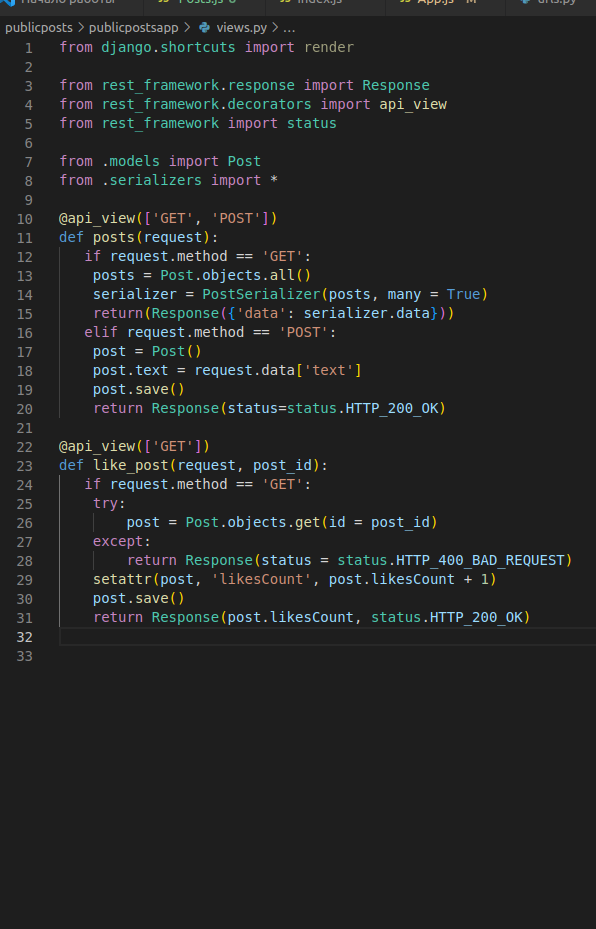 Начало работы Posts.js U index.js App.js M urls.py
publicposts > publicpostsapp > views.py > ...
1 from django.shortcuts import render
2
3 from rest_framework.response import Response
4 from rest_framework.decorators import api_view
5 from rest_framework import status
6
7 from .models import Post
8 from .serializers import *
9
10 @api_view(['GET', 'POST'])
11 def posts(request):
12    if request.method == 'GET':
13     posts = Post.objects.all()
14     serializer = PostSerializer(posts, many = True)
15     return(Response({'data': serializer.data}))
16    elif request.method == 'POST':
17     post = Post()
18     post.text = request.data['text']
19     post.save()
20     return Response(status=status.HTTP_200_OK)
21
22 @api_view(['GET'])
23 def like_post(request, post_id):
24    if request.method == 'GET':
25     try:
26         post = Post.objects.get(id = post_id)
27     except:
28         return Response(status = status.HTTP_400_BAD_REQUEST)
29     setattr(post, 'likesCount', post.likesCount + 1)
30     post.save()
31     return Response(post.likesCount, status.HTTP_200_OK)
32
33